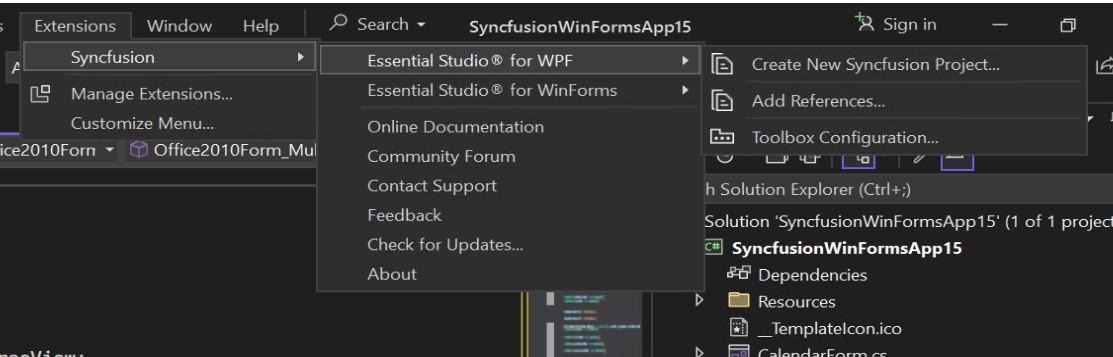 Extensions Window Help Search SyncfusionWinFormsApp15 Sign in
Syncfusion
Manage Extensions...
Customize Menu...
Essential Studio® for WPF
Essential Studio® for WinForms
Online Documentation
Community Forum
Contact Support
Feedback
Check for Updates...
About
Create New Syncfusion Project...
Add References...
Toolbox Configuration...
ice2010Form Office2010Form_Mul
h Solution Explorer (Ctrl+;)
Solution 'SyncfusionWinFormsApp15' (1 of 1 project
C# SyncfusionWinFormsApp15
Dependencies
Resources
_TemplateIcon.ico
CalendarForm.cs